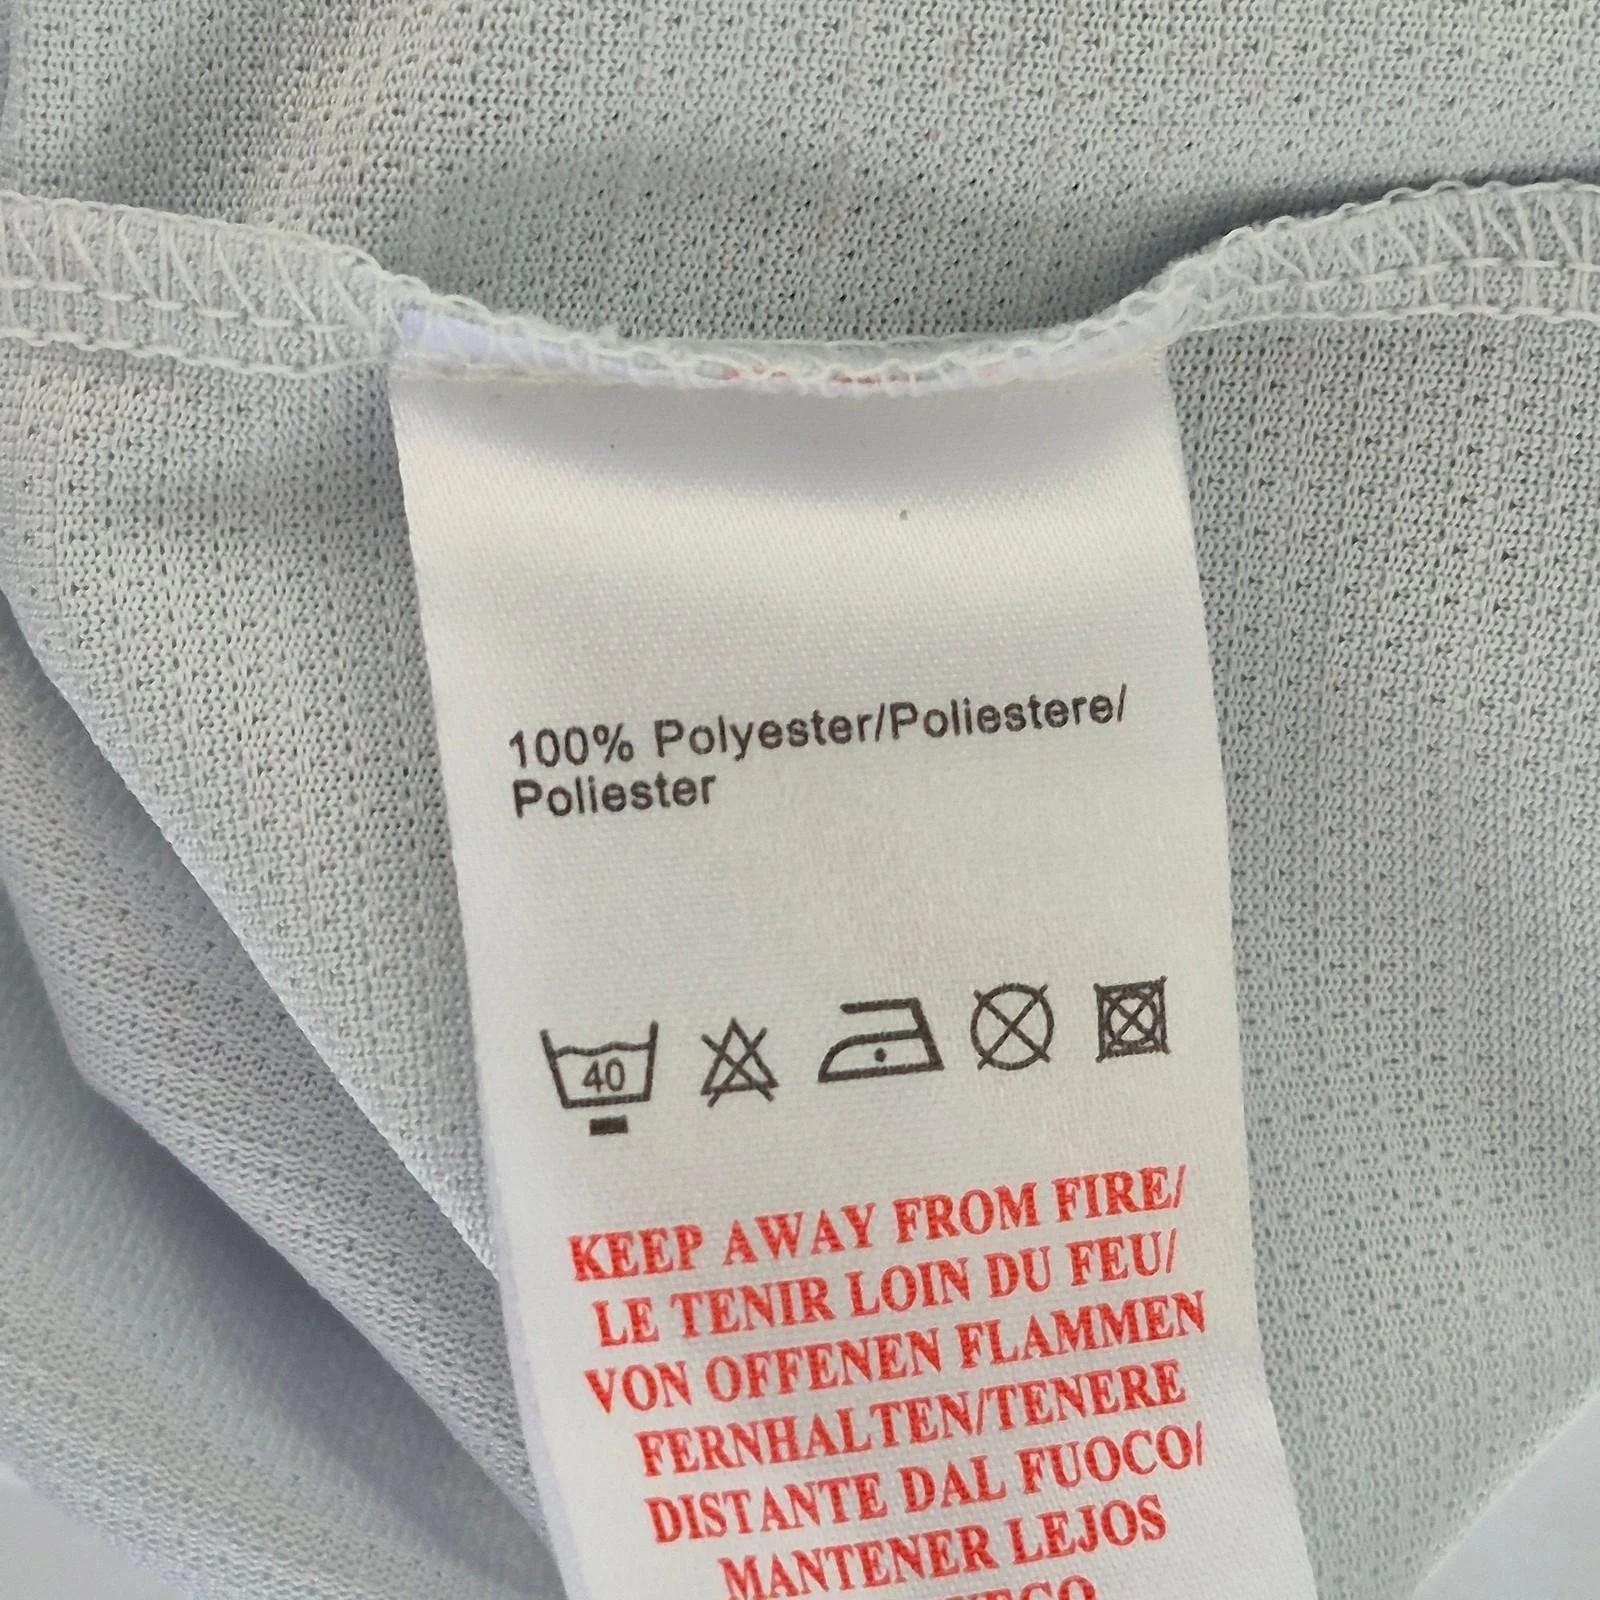 100% Polyester/Poliestere/
Poliester
40
KEEP AWAY FROM FIRE/
LE TENIR LOIN DU FEU/
VON OFFENEN FLAMMEN
FERNHALTEN/TENERE
DISTANTE DAL FUOCO/
MANTENER LEJOS